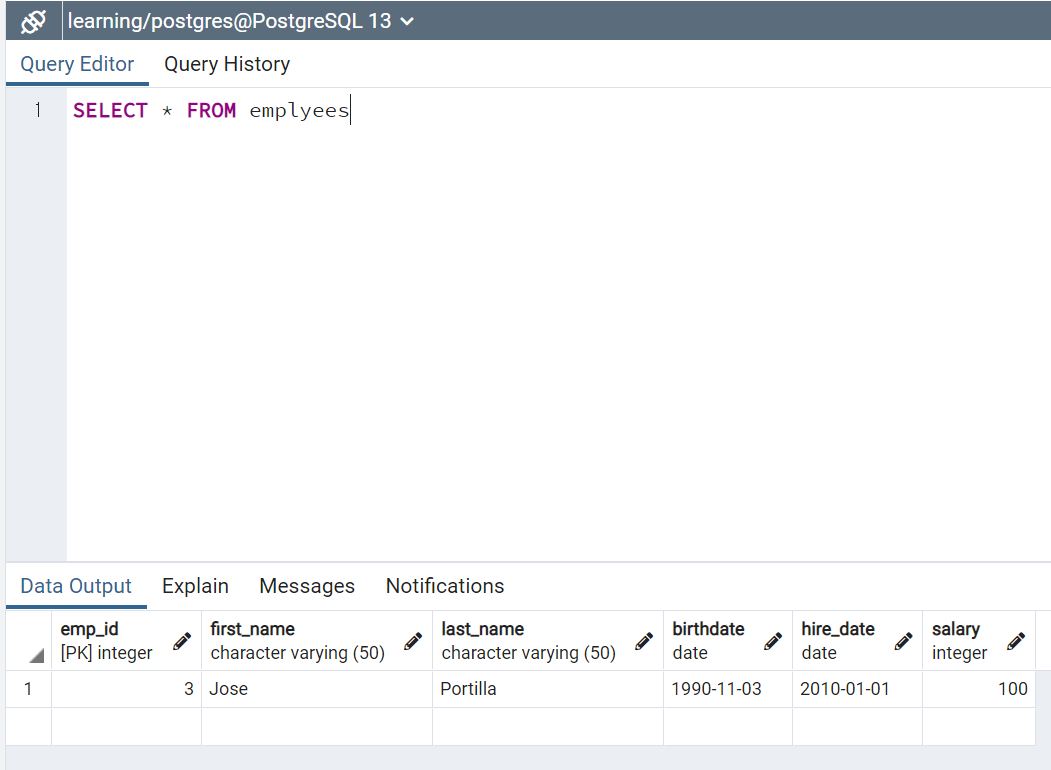 learning/postgres@PostgreSQL 13
Query Editor Query History
1 SELECT * FROM emplyees
Data Output Explain Messages Notifications
emp_id first_name last_name birthdate hire_date salary
[PK] integer character varying (50) character varying (50) date date integer
1 3 Jose Portilla 1990-11-03 2010-01-01 100